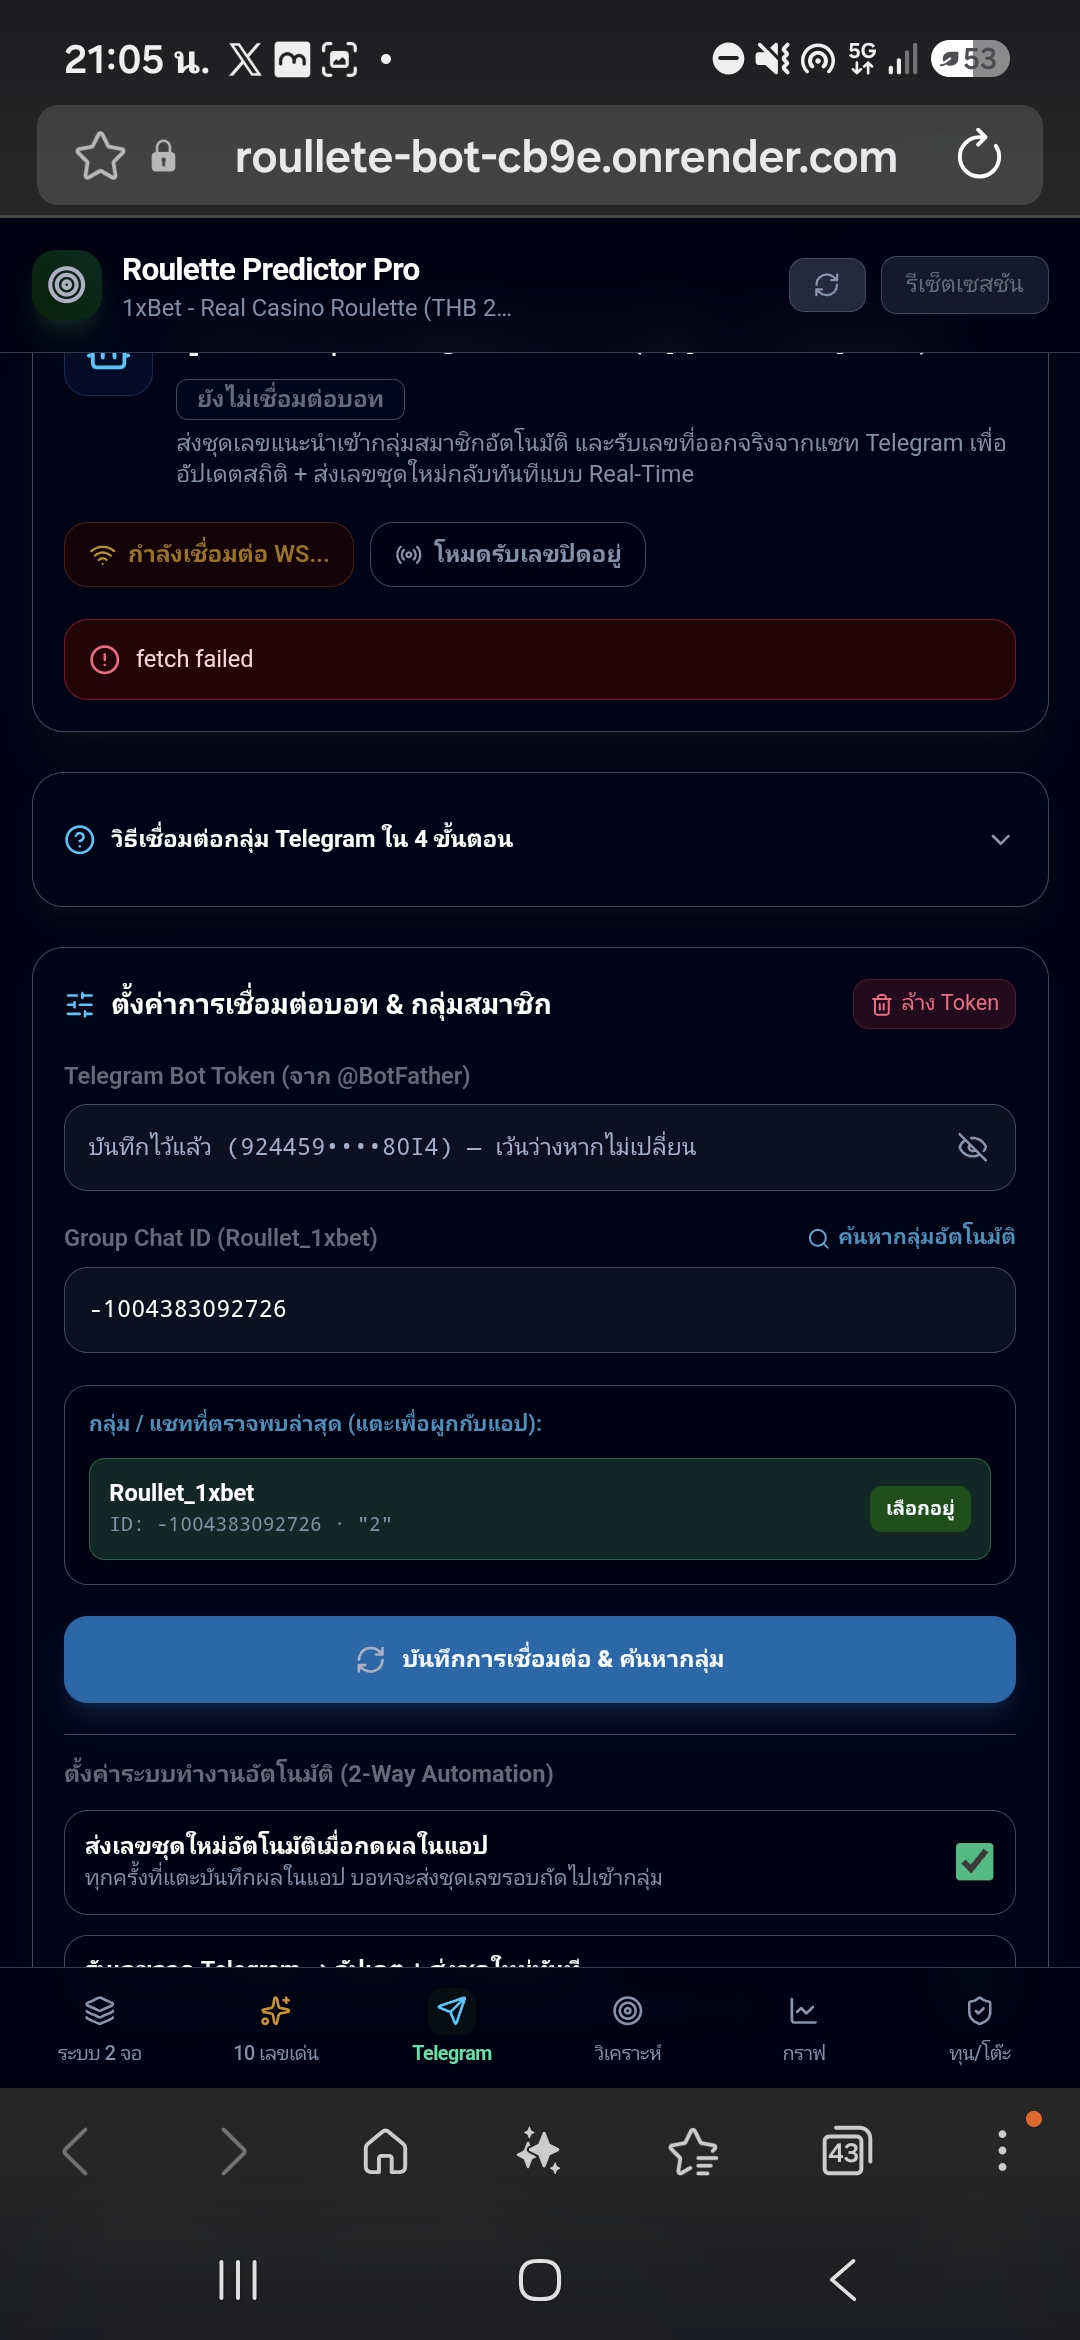 21:05 น.
5G
53
roullete-bot-cb9e.onrender.com
Roulette Predictor Pro
1xBet - Real Casino Roulette (THB 2...
รีเซ็ตเซสชัน
ยังไม่เชื่อมต่อบอท
ส่งชุดเลขแนะนำเข้ากลุ่มสมาชิกอัตโนมัติ และรับเลขที่ออกจริงจากแชท Telegram เพื่อ
อัปเดตสถิติ + ส่งเลขชุดใหม่กลับทันทีแบบ Real-Time
กำลังเชื่อมต่อ WS...
โหมดรับเลขปิดอยู่
fetch failed
วิธีเชื่อมต่อกลุ่ม Telegram ใน 4 ขั้นตอน
ตั้งค่าการเชื่อมต่อบอท & กลุ่มสมาชิก
ล้าง Token
Telegram Bot Token (จาก @BotFather)
บันทึกไว้แล้ว (924459••••8OI4) — เว้นว่างหากไม่เปลี่ยน
Group Chat ID (Roullet_1xbet)
ค้นหากลุ่มอัตโนมัติ
-1004383092726
กลุ่ม / แชทที่ตรวจพบล่าสุด (แตะเพื่อผูกกับแอป):
Roullet_1xbet
ID: -1004383092726 · "2"
เลือกอยู่
บันทึกการเชื่อมต่อ & ค้นหากลุ่ม
ตั้งค่าระบบทำงานอัตโนมัติ (2-Way Automation)
ส่งเลขชุดใหม่อัตโนมัติเมื่อกดผลในแอป
ทุกครั้งที่แตะบันทึกผลในแอป บอทจะส่งชุดเลขรอบถัดไปเข้ากลุ่ม
ระบบ 2 จอ
10 เลขเด่น
Telegram
วิเคราะห์
กราฟ
ทุน/โต๊ะ
43